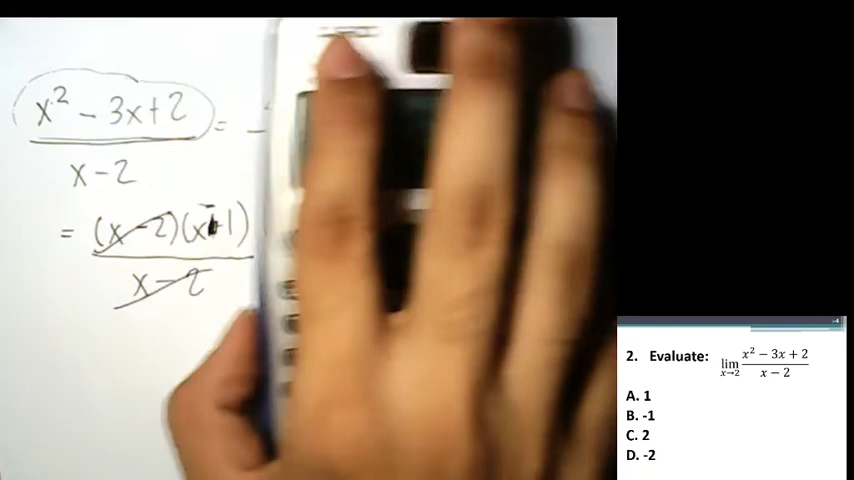 x² - 3x + 2 =
x - 2
= (x - 2)(x - 1)
x - 2
2. Evaluate: lim x→2 x² − 3x + 2
x − 2
A. 1
B. -1
C. 2
D. -2